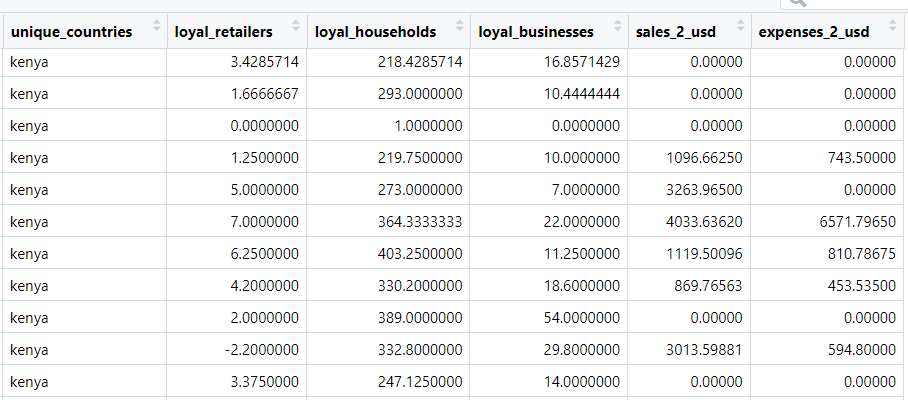 unique_countries loyal_retailers loyal_households loyal_businesses sales_2_usd expenses_2_usd
kenya 3.4285714 218.4285714 16.8571429 0.00000 0.00000
kenya 1.6666667 293.0000000 10.4444444 0.00000 0.00000
kenya 0.0000000 1.0000000 0.0000000 0.00000 0.00000
kenya 1.2500000 219.7500000 10.0000000 1096.66250 743.50000
kenya 5.0000000 273.0000000 7.0000000 3263.96500 0.00000
kenya 7.0000000 364.3333333 22.0000000 4033.63620 6571.79650
kenya 6.2500000 403.2500000 11.2500000 1119.50096 810.78675
kenya 4.2000000 330.2000000 18.6000000 869.76563 453.53500
kenya 2.0000000 389.0000000 54.0000000 0.00000 0.00000
kenya -2.2000000 332.8000000 29.8000000 3013.59881 594.80000
kenya 3.3750000 247.1250000 14.0000000 0.00000 0.00000